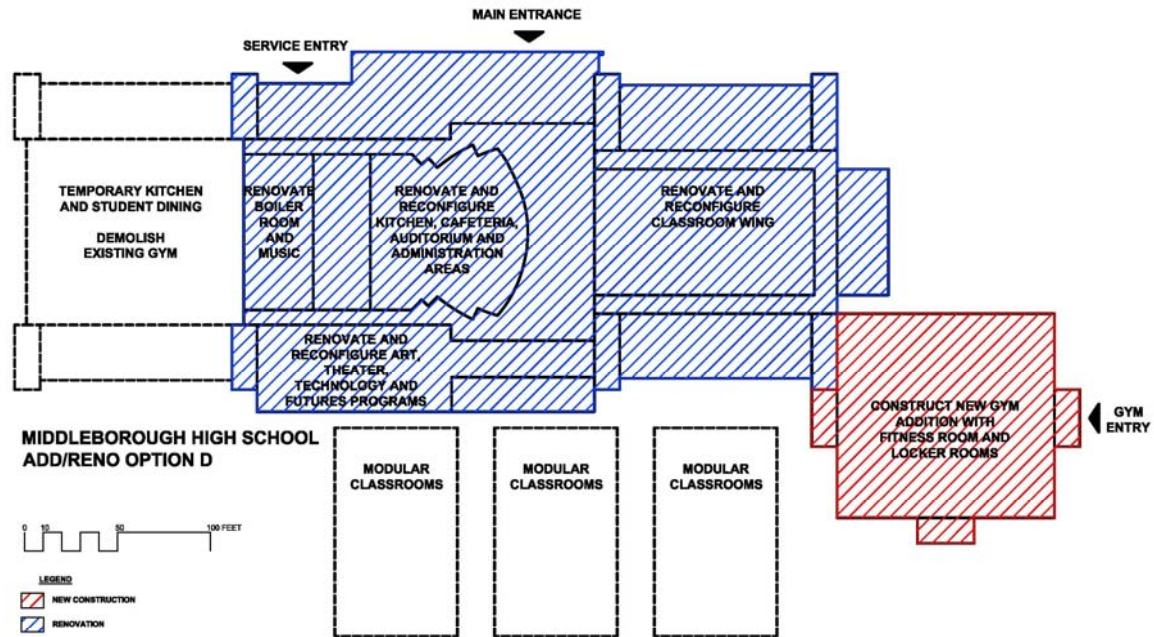 MAIN ENTRANCE
SERVICE ENTRY
TEMPORARY KITCHEN
AND STUDENT DINING
DEMOLISH
EXISTING GYM
RENOVATE
BOILER
ROOM
AND
MUSIC
RENOVATE AND
RECONFIGURE
KITCHEN, CAFETERIA,
AUDITORIUM AND
ADMINISTRATION
AREAS
RENOVATE AND
RECONFIGURE
CLASSROOM WING
RENOVATE AND
RECONFIGURE ART,
THEATER,
TECHNOLOGY AND
FUTURES PROGRAMS
CONSTRUCT NEW GYM
ADDITION WITH
FITNESS ROOM AND
LOCKER ROOMS
GYM
ENTRY
MIDDLEBOROUGH HIGH SCHOOL
ADD/RENO OPTION D
MODULAR
CLASSROOMS
MODULAR
CLASSROOMS
MODULAR
CLASSROOMS
0 10 50 100 FEET
LEGEND
NEW CONSTRUCTION
RENOVATION